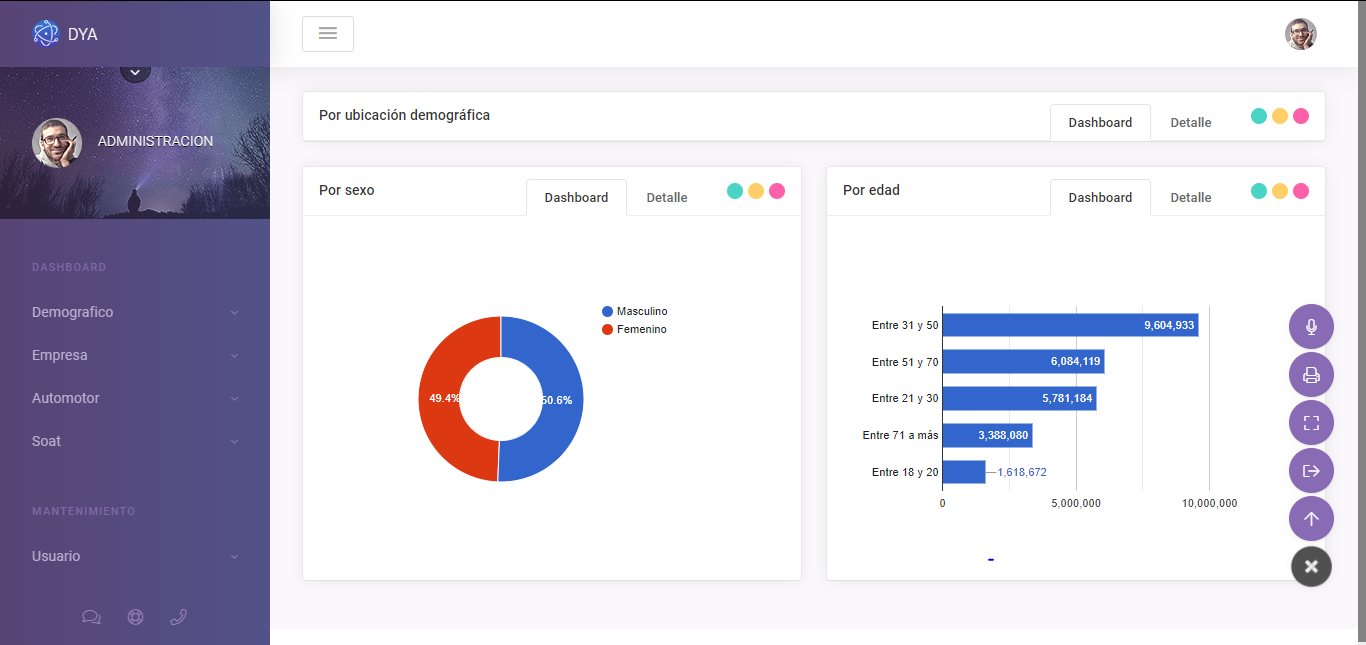 DYA
ADMINISTRACION
DASHBOARD
Demografico
Empresa
Automotor
Soat
MANTENIMIENTO
Usuario
Por ubicación demográfica
Dashboard
Detalle
Por sexo
Dashboard
Detalle
Masculino
Femenino
49.4%
50.6%
Por edad
Dashboard
Detalle
Entre 31 y 50
9,604,933
Entre 51 y 70
6,084,119
Entre 21 y 30
5,781,184
Entre 71 a más
3,388,080
Entre 18 y 20
1,618,672
0
5,000,000
10,000,000